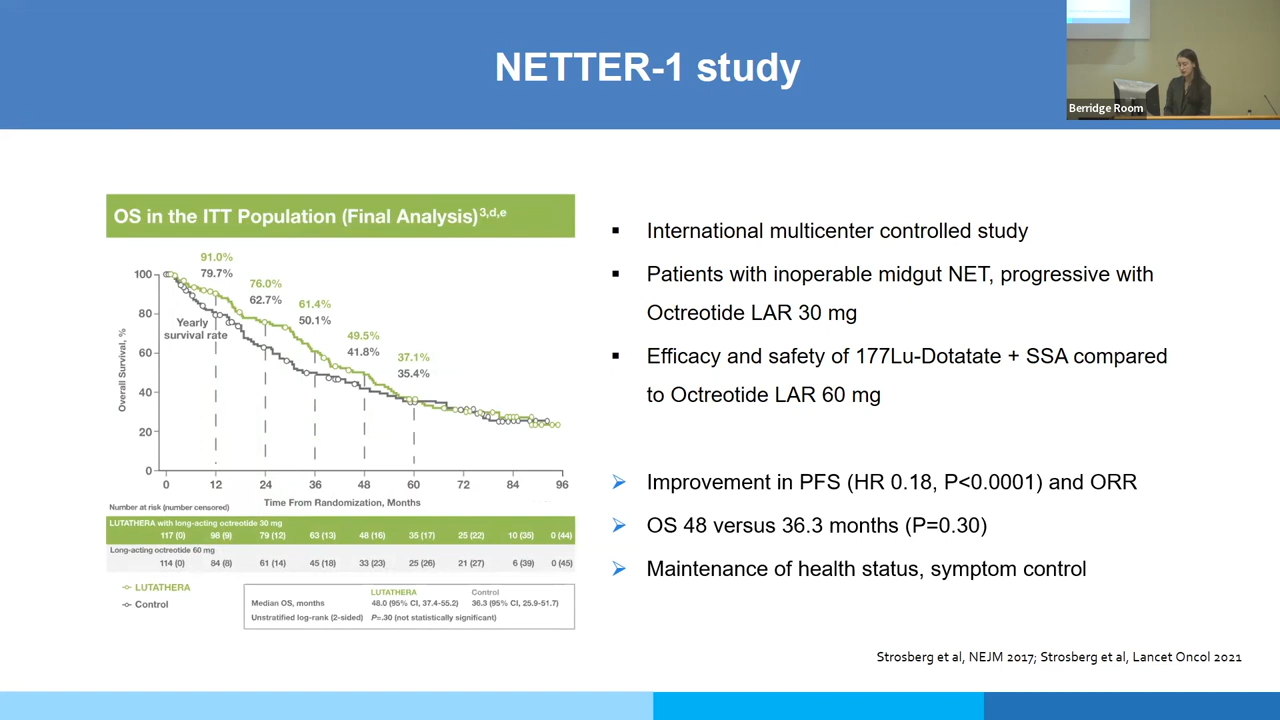 NETTER-1 study
Berridge Room
OS in the ITT Population (Final Analysis)3,d,e
91.0%
79.7%
76.0%
62.7%
61.4%
50.1%
49.5%
41.8%
37.1%
35.4%
Yearly
survival rate
Overall Survival, %
100
80
60
40
20
0
0 12 24 36 48 60 72 84 96
Time From Randomization, Months
Number at risk (number censored)
LUTATHERA with long-acting octreotide 30 mg
117 (0) 98 (9) 79 (12) 63 (13) 48 (16) 35 (17) 25 (22) 10 (35) 0 (44)
Long-acting octreotide 60 mg
114 (0) 84 (8) 61 (14) 45 (18) 33 (23) 25 (26) 21 (27) 6 (39) 0 (45)
LUTATHERA
Control
LUTATHERA Control
Median OS, months 48.0 (95% CI, 37.4-55.2) 36.3 (95% CI, 25.9-51.7)
Unstratified log-rank (2-sided) P=.30 (not statistically significant)
International multicenter controlled study
Patients with inoperable midgut NET, progressive with
Octreotide LAR 30 mg
Efficacy and safety of 177Lu-Dotatate + SSA compared
to Octreotide LAR 60 mg
Improvement in PFS (HR 0.18, P<0.0001) and ORR
OS 48 versus 36.3 months (P=0.30)
Maintenance of health status, symptom control
Strosberg et al, NEJM 2017; Strosberg et al, Lancet Oncol 2021